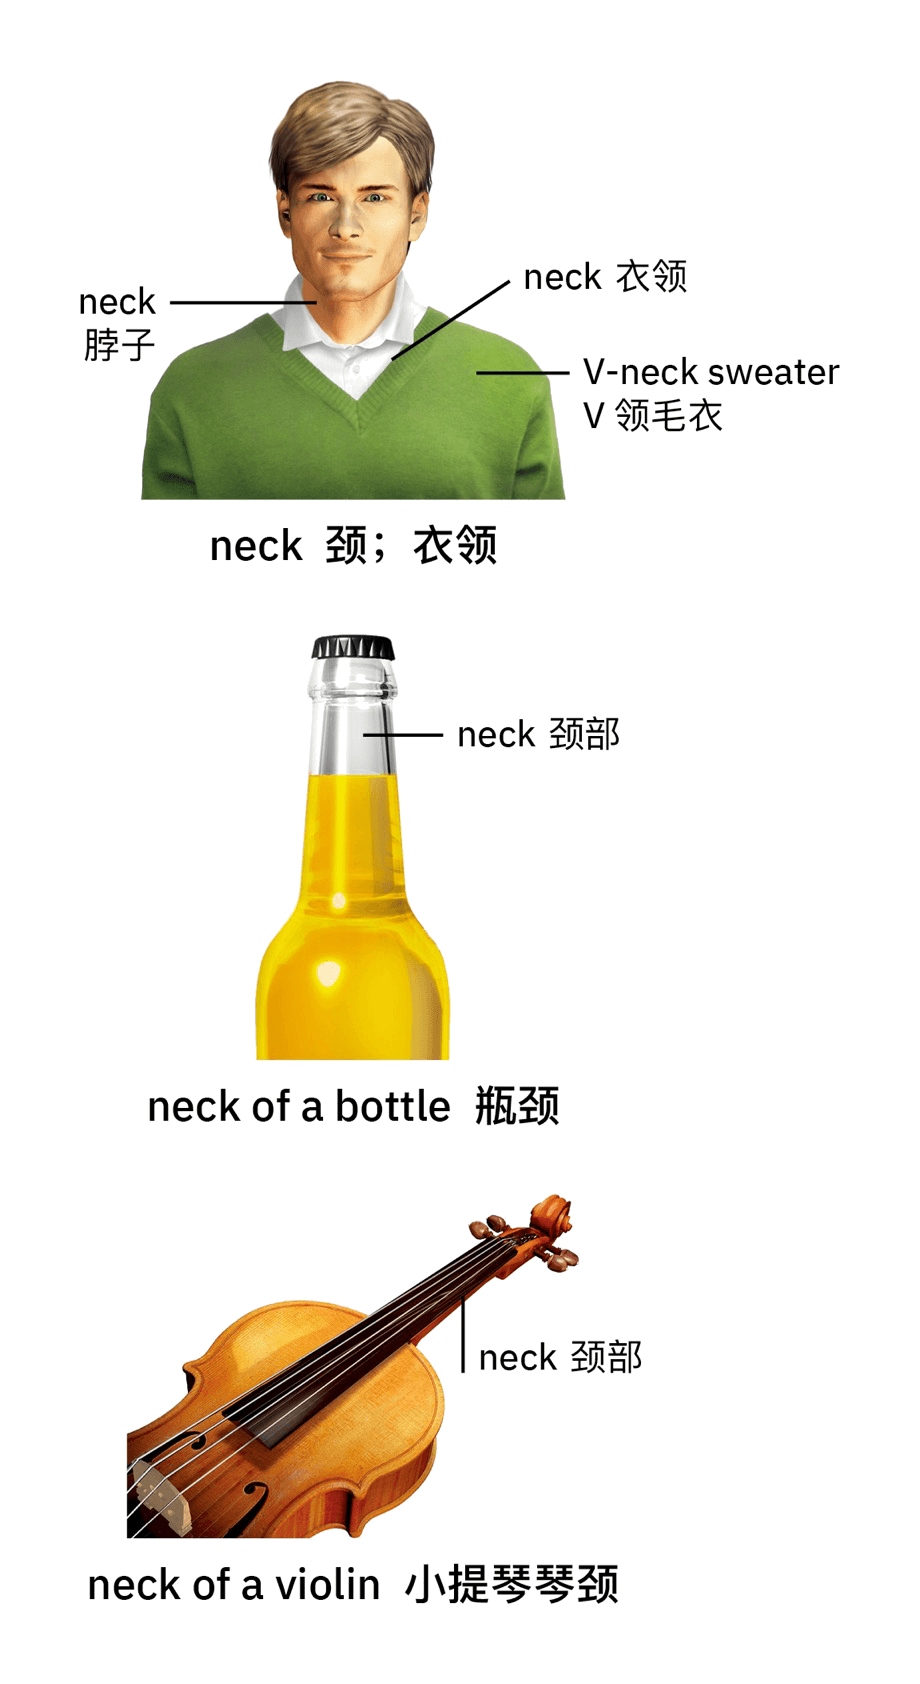 neck 衣领
neck
脖子
V-neck sweater
V 领毛衣
neck 颈；衣领
neck 颈部
neck of a bottle 瓶颈
neck 颈部
neck of a violin 小提琴琴颈